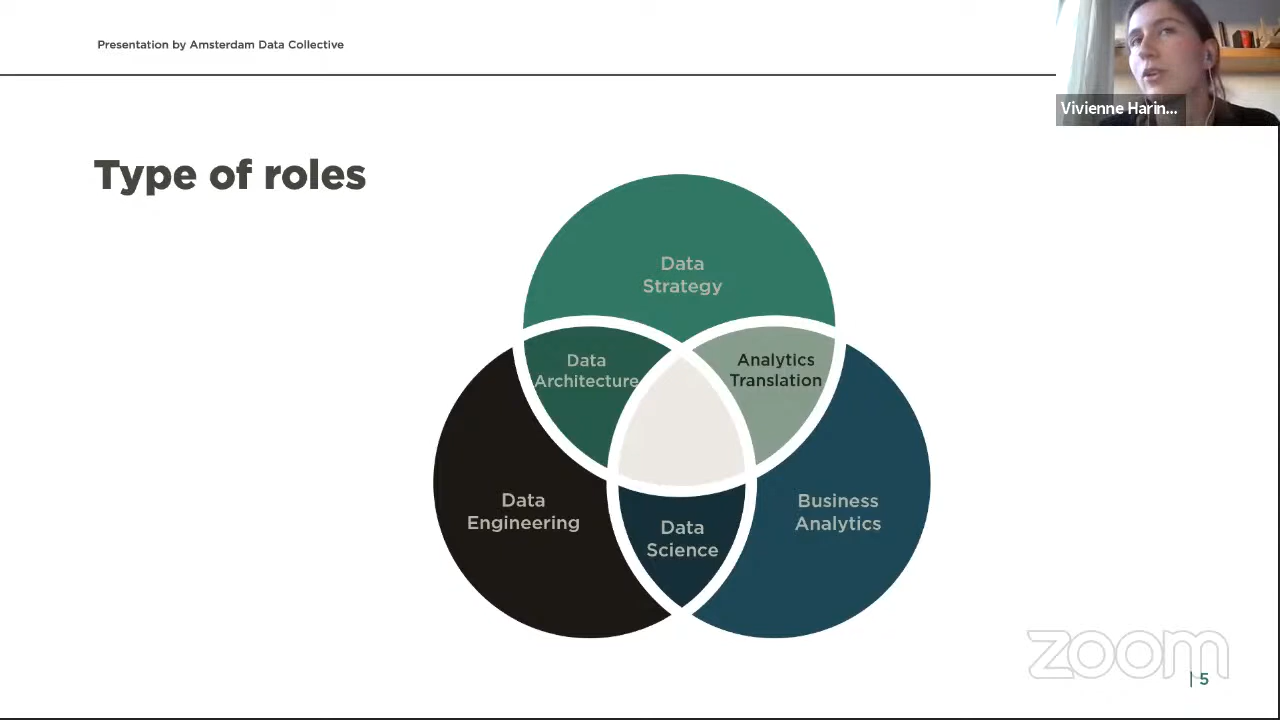 Presentation by Amsterdam Data Collective
Vivienne Harin...
Type of roles
Data
Strategy
Data
Architecture
Analytics
Translation
Data
Engineering
Business
Analytics
Data
Science
zoom
| 5